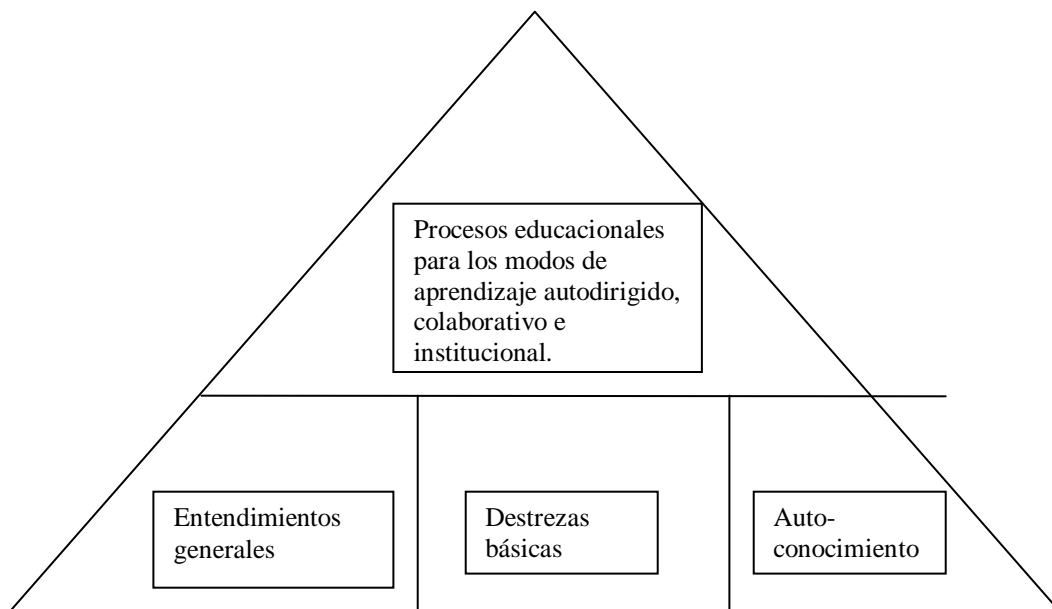 Procesos educacionales
para los modos de
aprendizaje autodirigido,
colaborativo e
institucional.
Entendimientos
generales
Destrezas
básicas
Auto-
conocimiento